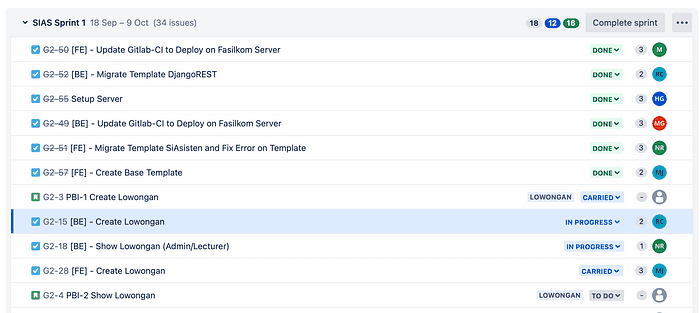 SIAS Sprint 1 18 Sep – 9 Oct (34 issues) 18 12 16 Complete sprint
G2-50 [FE] - Update Gitlab-CI to Deploy on Fasilkom Server DONE 3 M
G2-52 [BE] - Migrate Template DjangoREST DONE 2
G2-55 Setup Server DONE 3 HG
G2-49 [BE] - Update Gitlab-CI to Deploy on Fasilkom Server DONE 3 MG
G2-51 [FE] - Migrate Template SiAsisten and Fix Error on Template DONE 3 NR
G2-57 [FE] - Create Base Template DONE 2 MJ
G2-3 PBI-1 Create Lowongan LOWONGAN CARRIED -
G2-15 [BE] - Create Lowongan IN PROGRESS 2
G2-18 [BE] - Show Lowongan (Admin/Lecturer) IN PROGRESS 1 NR
G2-28 [FE] - Create Lowongan CARRIED 3 MJ
G2-4 PBI-2 Show Lowongan LOWONGAN TO DO -